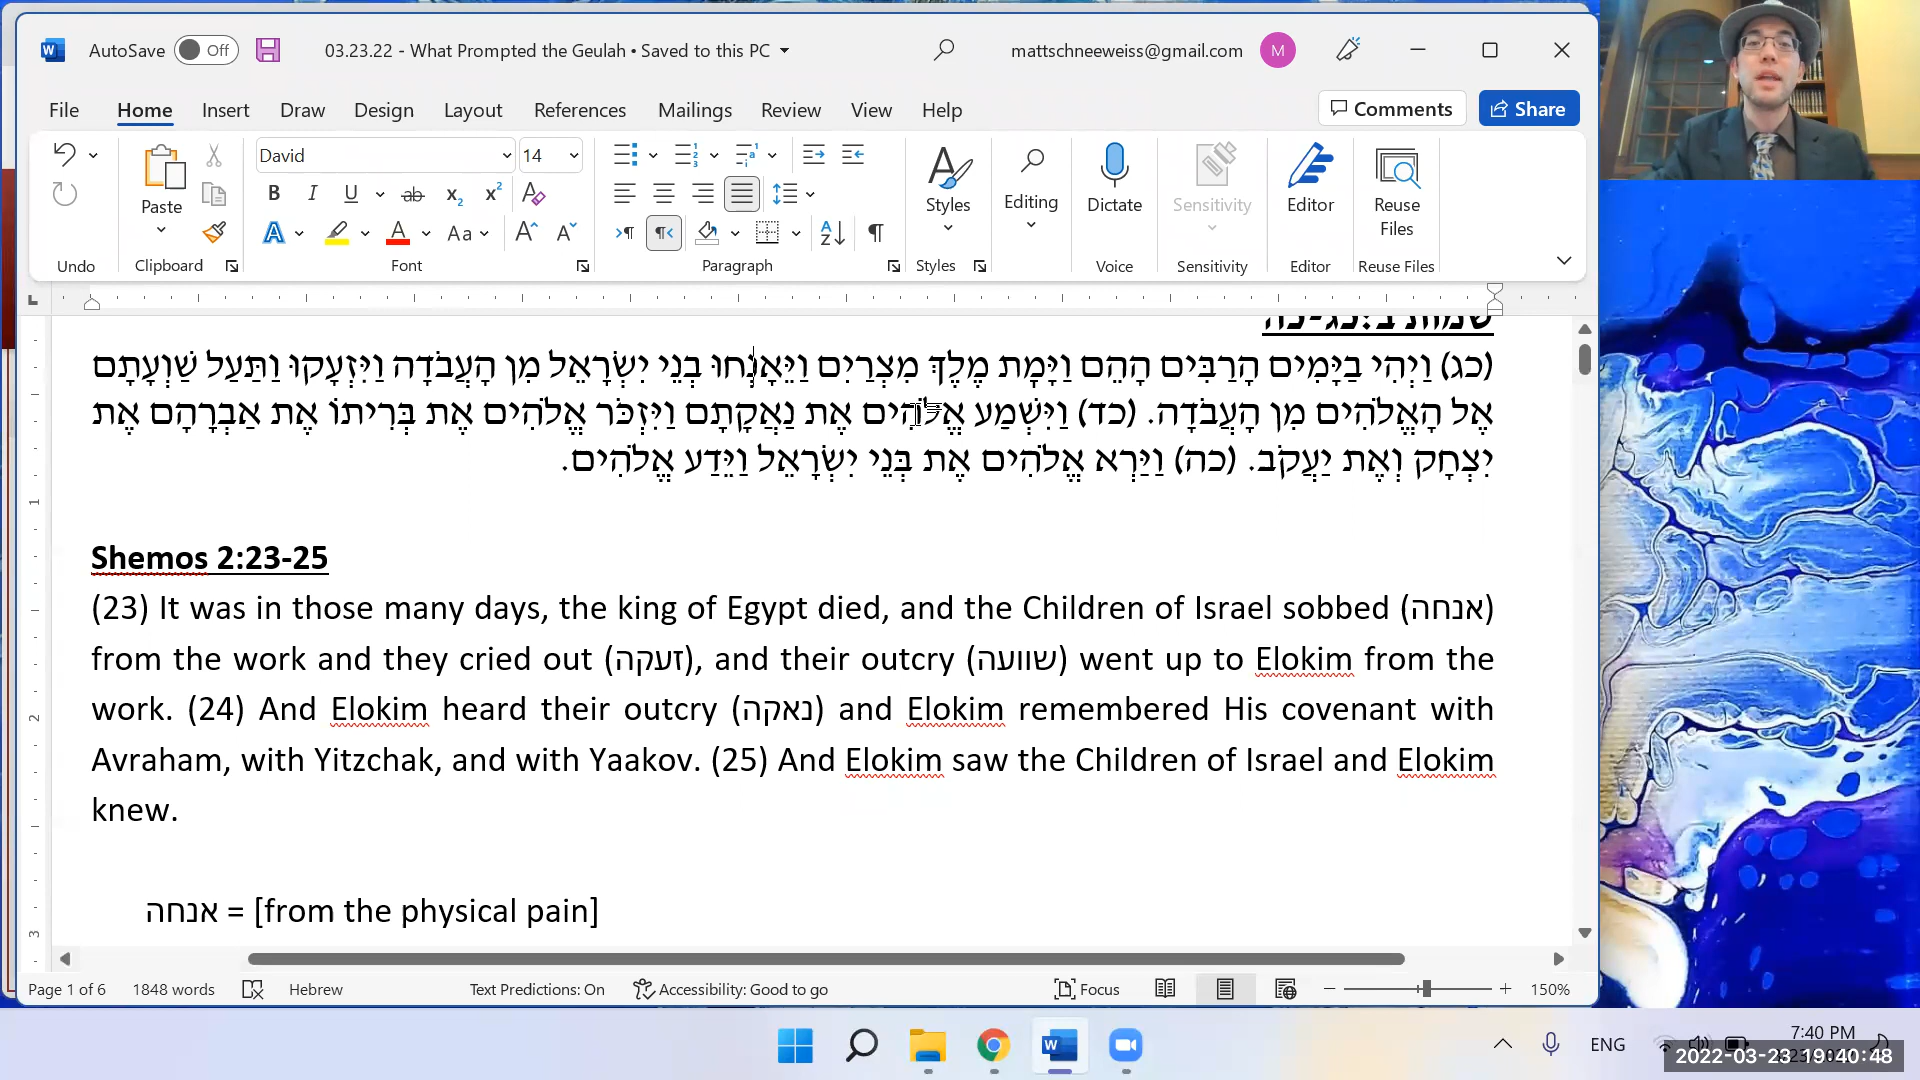 AutoSave Off 03.23.22 - What Prompted the Geulah • Saved to this PC mattschneeweiss@gmail.com M
File Home Insert Draw Design Layout References Mailings Review View Help Comments Share
David 14
Paste Styles Editing Dictate Sensitivity Editor Reuse Files
Undo Clipboard Font Paragraph Styles Voice Sensitivity Editor Reuse Files
שמות ב:כג-כה
(כג) וַיְהִי בַיָּמִים הָרַבִּים הָהֵם וַיָּמָת מֶלֶךְ מִצְרַיִם וַיֵּאָנְחוּ בְנֵי יִשְׂרָאֵל מִן הָעֲבֹדָה וַיִּזְעָקוּ וַתַּעַל שַׁוְעָתָם
אֶל הָאֱלֹהִים מִן הָעֲבֹדָה. (כד) וַיִּשְׁמַע אֱלֹהִים אֶת נַאֲקָתָם וַיִּזְכֹּר אֱלֹהִים אֶת בְּרִיתוֹ אֶת אַבְרָהָם אֶת
יִצְחָק וְאֶת יַעֲקֹב. (כה) וַיַּרְא אֱלֹהִים אֶת בְּנֵי יִשְׂרָאֵל וַיֵּדַע אֱלֹהִים.
Shemos 2:23-25
(23) It was in those many days, the king of Egypt died, and the Children of Israel sobbed (אנחה)
from the work and they cried out (זעקה), and their outcry (שוועה) went up to Elokim from the
work. (24) And Elokim heard their outcry (נאקה) and Elokim remembered His covenant with
Avraham, with Yitzchak, and with Yaakov. (25) And Elokim saw the Children of Israel and Elokim
knew.
אנחה = [from the physical pain]
Page 1 of 6 1848 words Hebrew Text Predictions: On Accessibility: Good to go Focus 150%
ENG 7:40 PM
2022-03-23 19:40:48